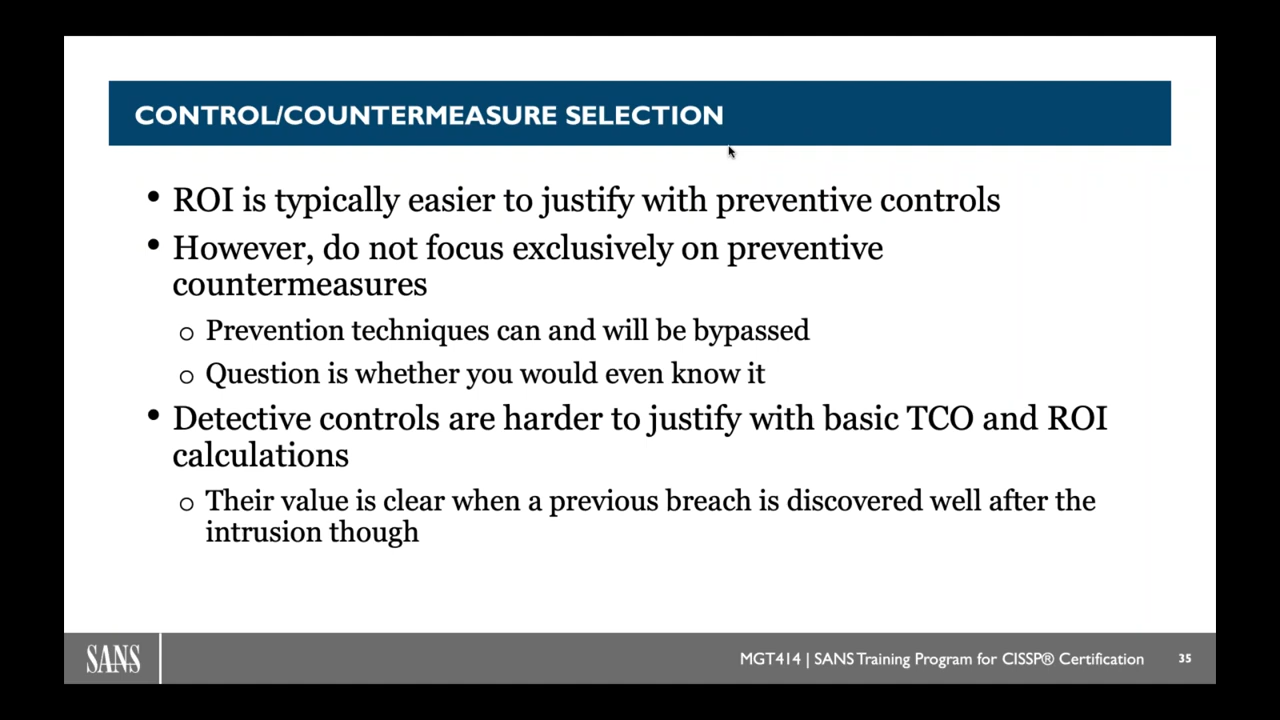 CONTROL/COUNTERMEASURE SELECTION
• ROI is typically easier to justify with preventive controls
• However, do not focus exclusively on preventive
countermeasures
o Prevention techniques can and will be bypassed
o Question is whether you would even know it
• Detective controls are harder to justify with basic TCO and ROI
calculations
o Their value is clear when a previous breach is discovered well after the
intrusion though
SANS
MGT414 | SANS Training Program for CISSP® Certification
35